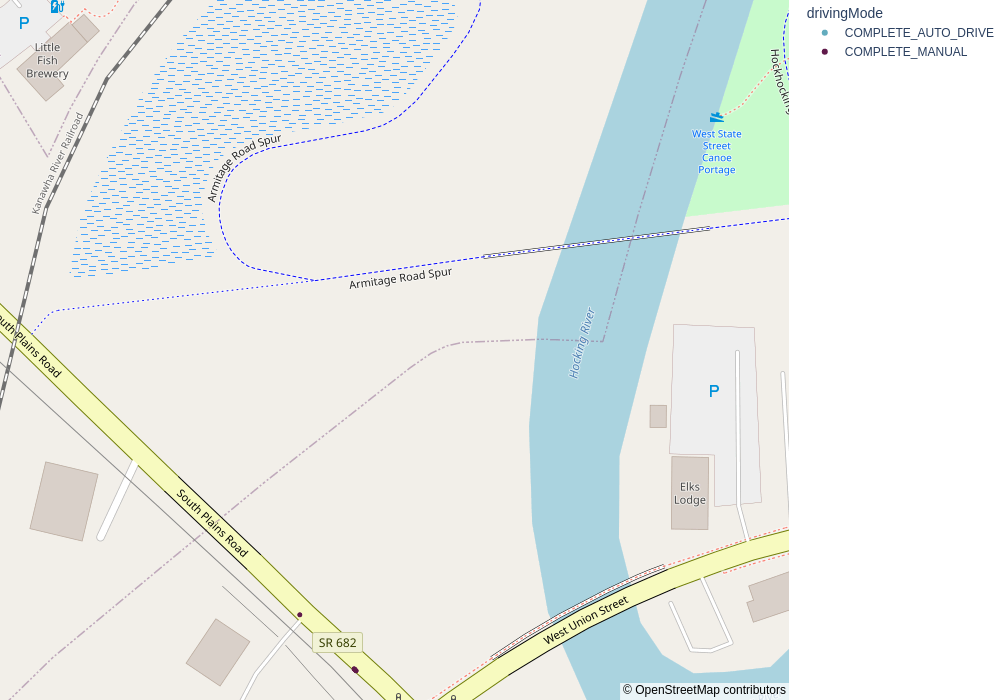 drivingMode
COMPLETE_AUTO_DRIVE
COMPLETE_MANUAL
P
Little
Fish
Brewery
Kanawha River Railroad
Armitage Road Spur
Armitage Road Spur
West State
Street
Canoe
Portage
Hocking River
South Plains Road
South Plains Road
P
Elks
Lodge
SR 682
West Union Street
© OpenStreetMap contributors